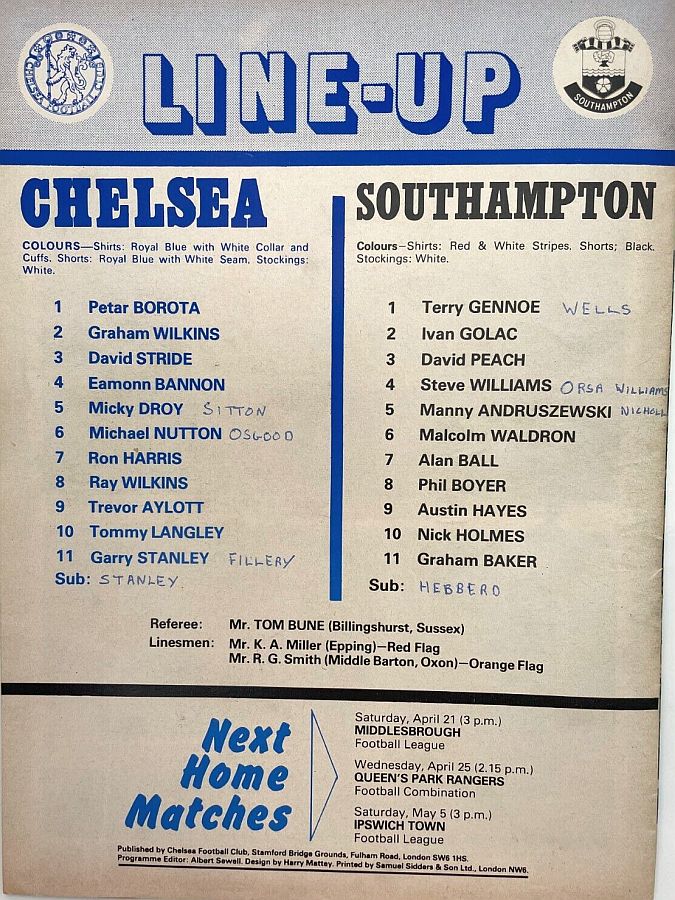 CHELSEA FOOTBALL CLUB
LINE-UP
SOUTHAMPTON
CHELSEA
COLOURS—Shirts: Royal Blue with White Collar and
Cuffs. Shorts: Royal Blue with White Seam. Stockings:
White.
1 Petar BOROTA
2 Graham WILKINS
3 David STRIDE
4 Eamonn BANNON
5 Micky DROY SITTON
6 Michael NUTTON OSGOOD
7 Ron HARRIS
8 Ray WILKINS
9 Trevor AYLOTT
10 Tommy LANGLEY
11 Garry STANLEY FILLERY
Sub: STANLEY.
SOUTHAMPTON
Colours—Shirts: Red & White Stripes. Shorts; Black.
Stockings: White.
1 Terry GENNOE WELLS
2 Ivan GOLAC
3 David PEACH
4 Steve WILLIAMS ORSA WILLIAMS
5 Manny ANDRUSZEWSKI NICHOLL
6 Malcolm WALDRON
7 Alan BALL
8 Phil BOYER
9 Austin HAYES
10 Nick HOLMES
11 Graham BAKER
Sub: HEBBERD
Referee: Mr. TOM BUNE (Billingshurst, Sussex)
Linesmen: Mr. K. A. Miller (Epping)—Red Flag
Mr. R. G. Smith (Middle Barton, Oxon)—Orange Flag
Next
Home
Matches
Saturday, April 21 (3 p.m.)
MIDDLESBROUGH
Football League
Wednesday, April 25 (2.15 p.m.)
QUEEN'S PARK RANGERS
Football Combination
Saturday, May 5 (3 p.m.)
IPSWICH TOWN
Football League
Published by Chelsea Football Club, Stamford Bridge Grounds, Fulham Road, London SW6 1HS.
Programme Editor: Albert Sewell. Design by Harry Mattey. Printed by Samuel Sidders & Son Ltd., London NW6.